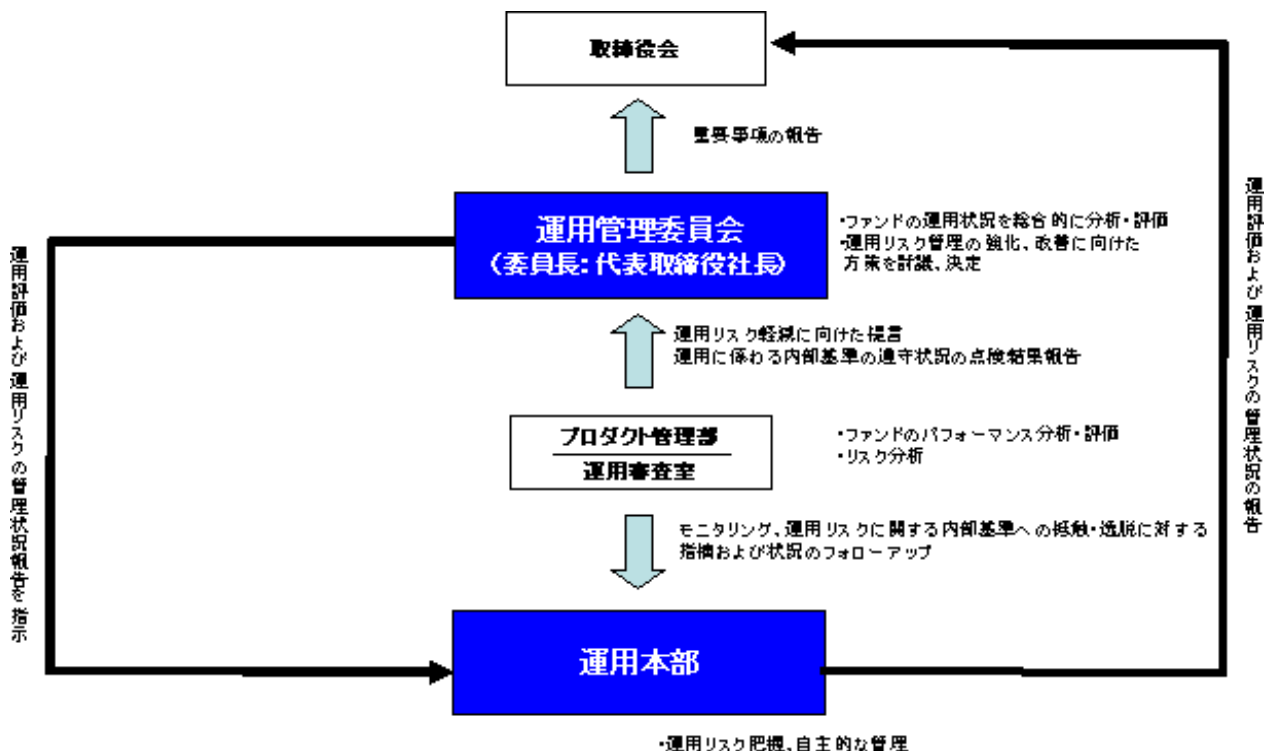 取締役会
重要事項の報告
運用管理委員会
(委員長:代表取締役社長)
・ファンドの運用状況を総合的に分析・評価
・運用リスク管理の強化、改善に向けた
方策を討議、決定
運用リスク軽減に向けた提言
運用に係わる内部基準の遵守状況の点検結果報告
プロダクト管理部
運用審査室
・ファンドのパフォーマンス分析・評価
・リスク分析
モニタリング、運用リスクに関する内部基準への抵触・逸脱に対する
指摘および状況のフォローアップ
運用本部
・運用リスク把握、自主的な管理
運用評価および運用リスクの管理状況報告を指示
運用評価および運用リスクの管理状況の報告